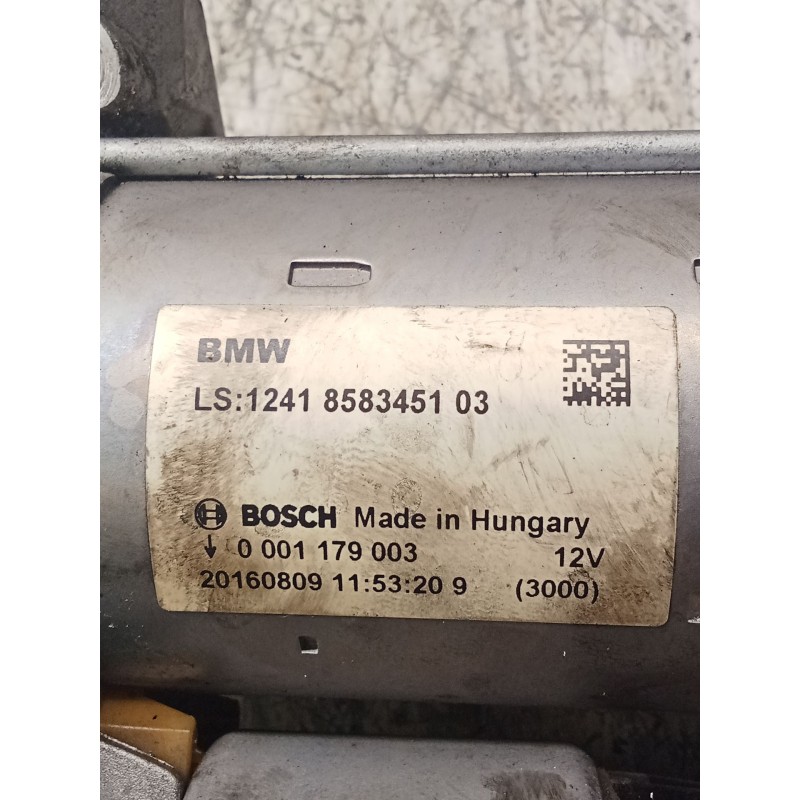 BMW
LS:1241 8583451 03
BOSCH Made in Hungary
↓ 0 001 179 003 12V
20160809 11:53:20 9 (3000)